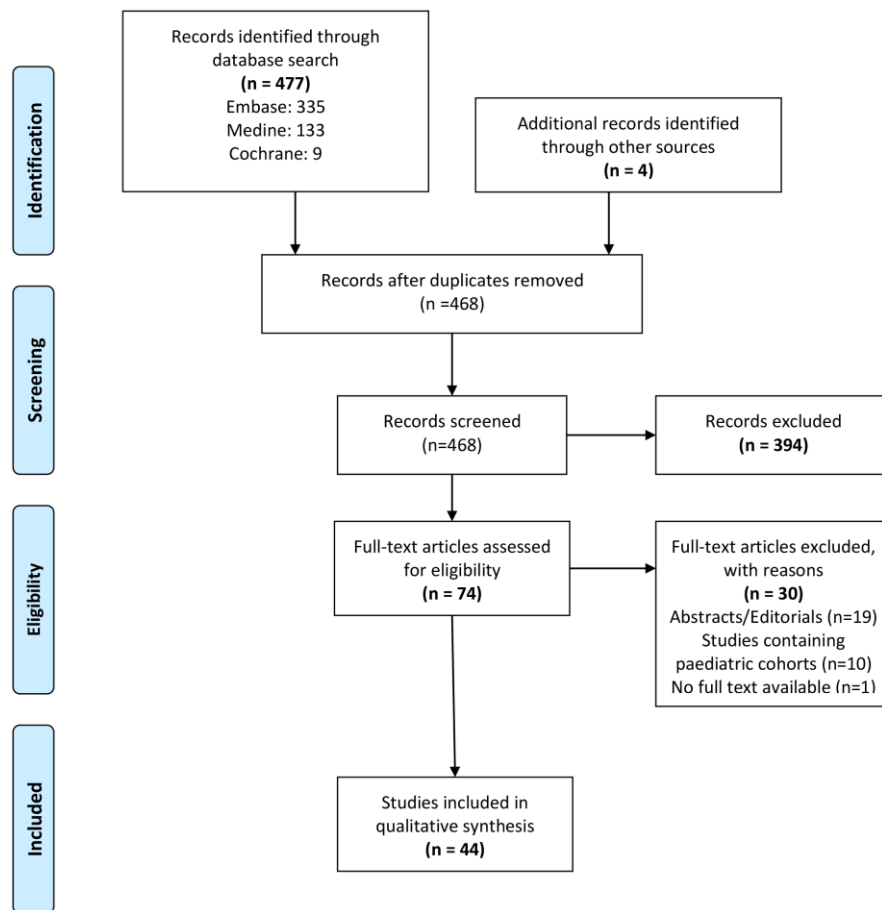 Records identified through
database search
(n = 477)
Embase: 335
Medine: 133
Cochrane: 9
Additional records identified
through other sources
(n = 4)
Identification
Records after duplicates removed
(n =468)
Screening
Records screened
(n=468)
Records excluded
(n = 394)
Eligibility
Full-text articles assessed
for eligibility
(n = 74)
Full-text articles excluded,
with reasons
(n = 30)
Abstracts/Editorials (n=19)
Studies containing
paediatric cohorts (n=10)
No full text available (n=1)
Included
Studies included in
qualitative synthesis
(n = 44)